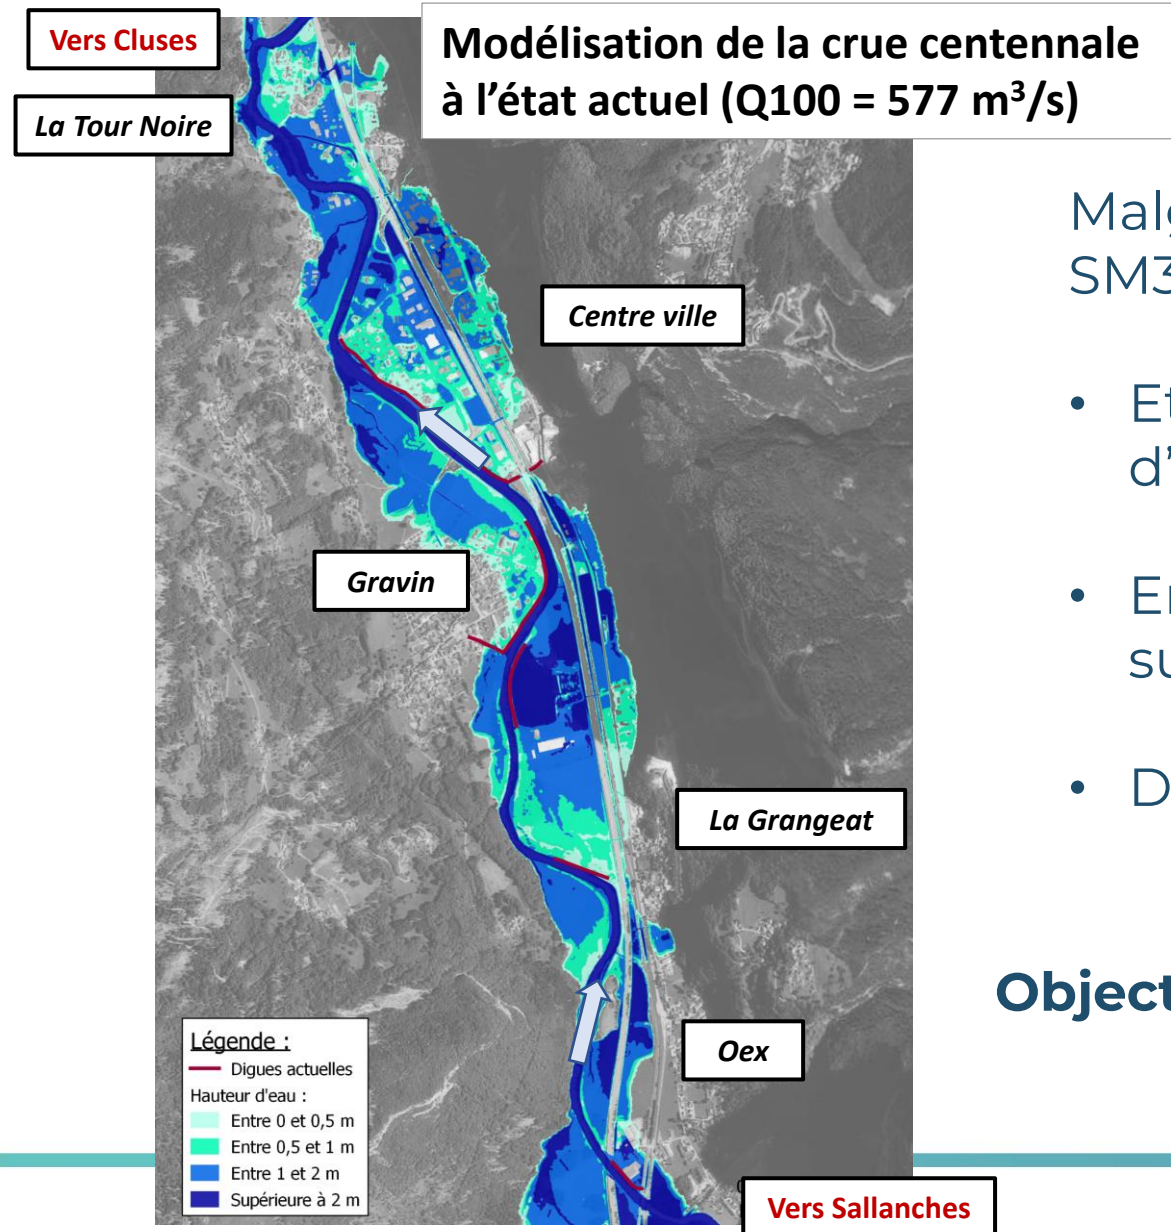 Vers Cluses
La Tour Noire
Modélisation de la crue centennale
à l’état actuel (Q100 = 577 m³/s)
Centre ville
Gravin
La Grangeat
Oex
Vers Sallanches
Légende :
Digues actuelles
Hauteur d'eau :
Entre 0 et 0,5 m
Entre 0,5 et 1 m
Entre 1 et 2 m
Supérieure à 2 m
SM3
• D
Object